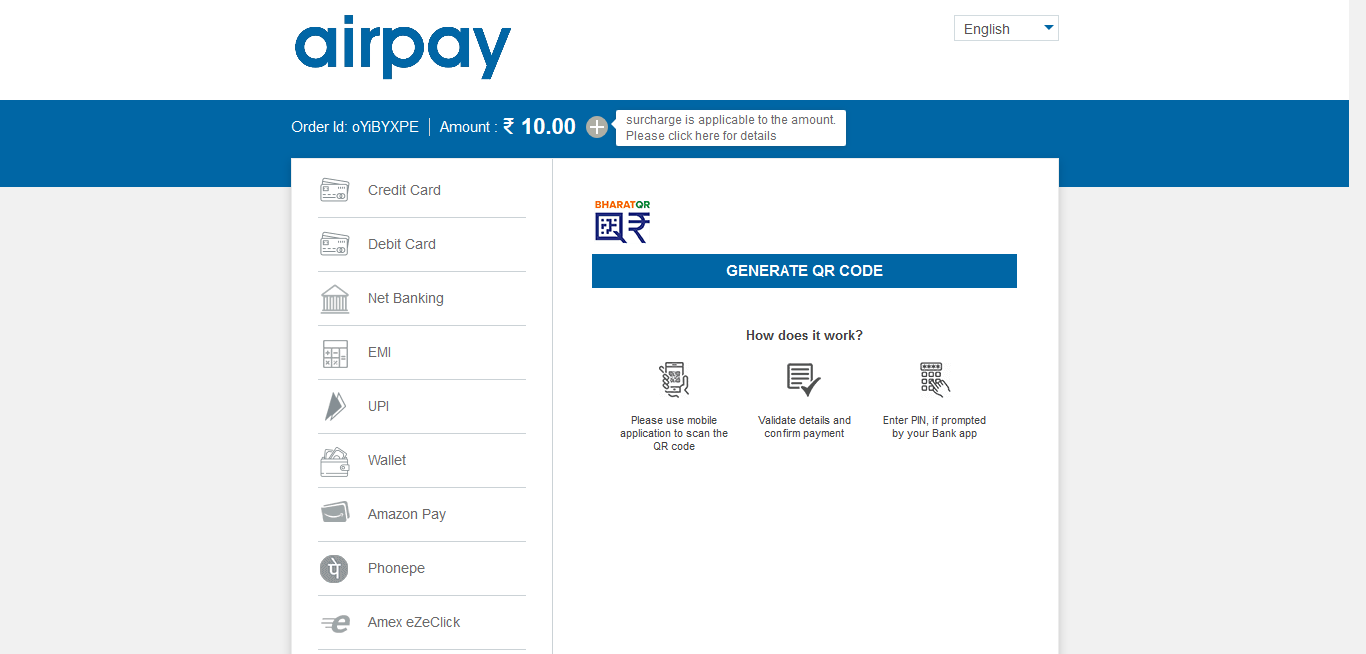 airpay
English
Order Id: oYiBYXPE
Amount : ₹ 10.00
surcharge is applicable to the amount.
Please click here for details
Credit Card
Debit Card
Net Banking
EMI
UPI
Wallet
Amazon Pay
पे
Phonepe
e
Amex eZeClick
BHARATQR
GENERATE QR CODE
How does it work?
Please use mobile
application to scan the
QR code
Validate details and
confirm payment
Enter PIN, if prompted
by your Bank app